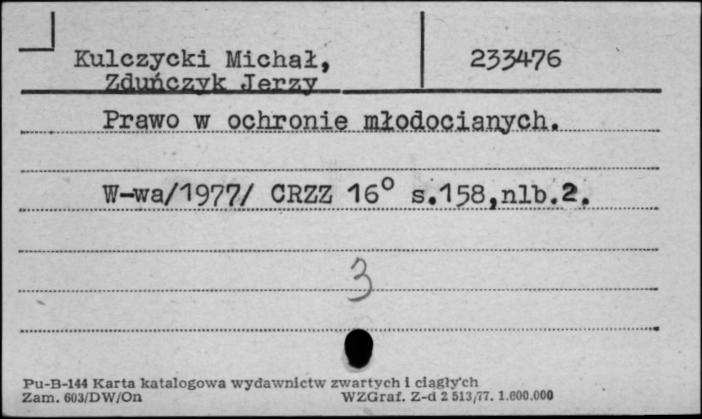 Kulczycki Michał, 233476
Zduńczyk Jerzy
Prawo w ochronie młodocianych.
W-wa/1977/ CRZZ 16° s.158,nlb.2.
3
Pu-B-144 Karta katalogowa wydawnictw zwartych i ciągłych
Zam. 603/DW/On WZGraf. Z-d 2 513/77. 1.600.000